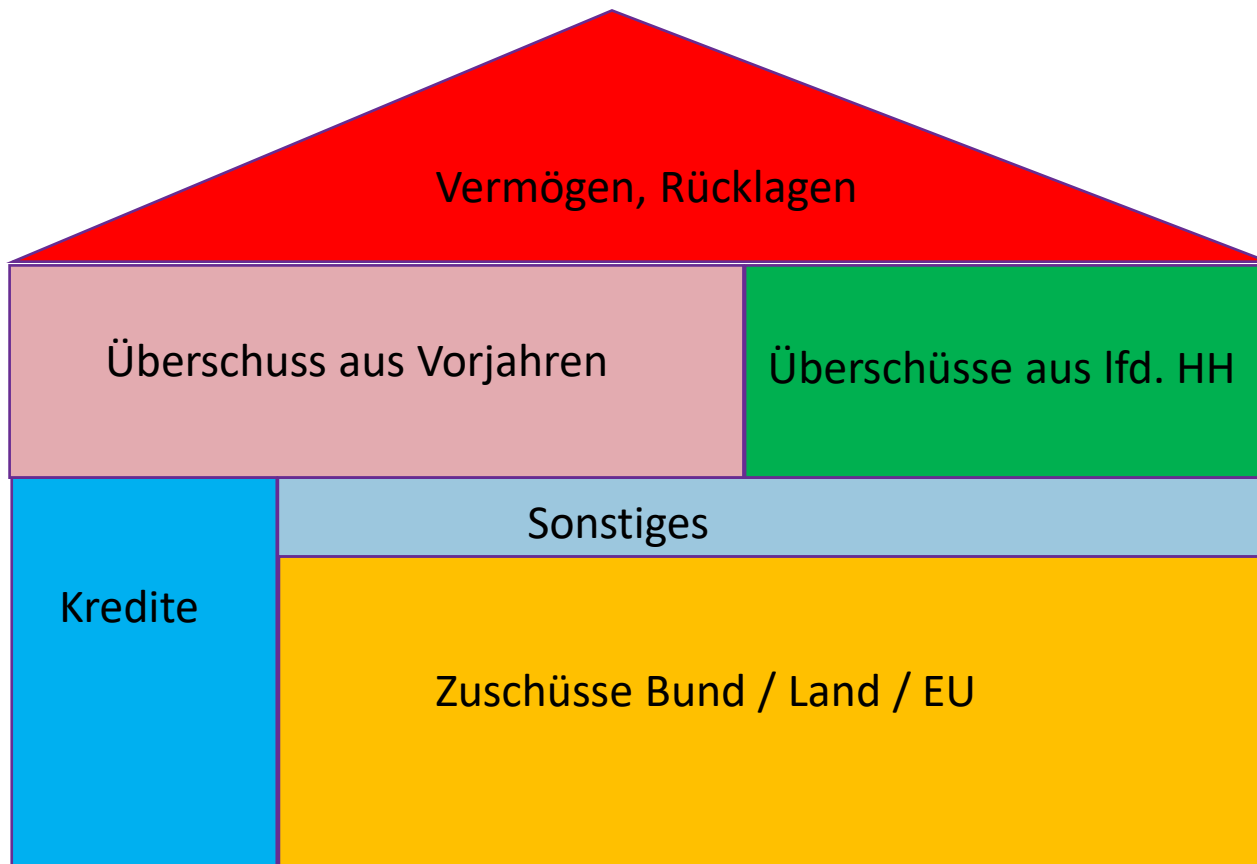 Vermögen, Rücklagen
Überschuss aus Vorjahren
Überschüsse aus lfd. HH
Sonstiges
Kredite
Zuschüsse Bund / Land / EU